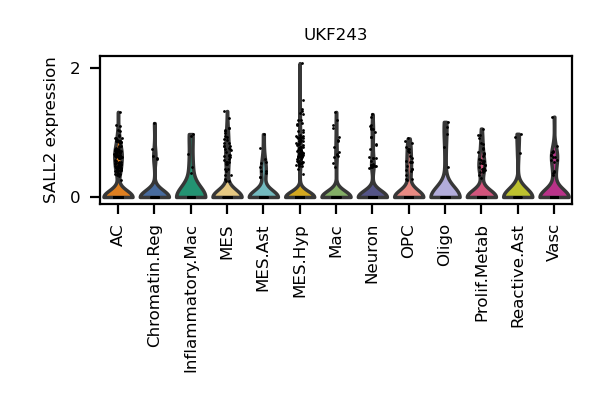 UKF243
SALL2 expression
2
0
AC
Chromatin.Reg
Inflammatory.Mac
MES
MES.Ast
MES.Hyp
Mac
Neuron
OPC
Oligo
Prolif.Metab
Reactive.Ast
Vasc